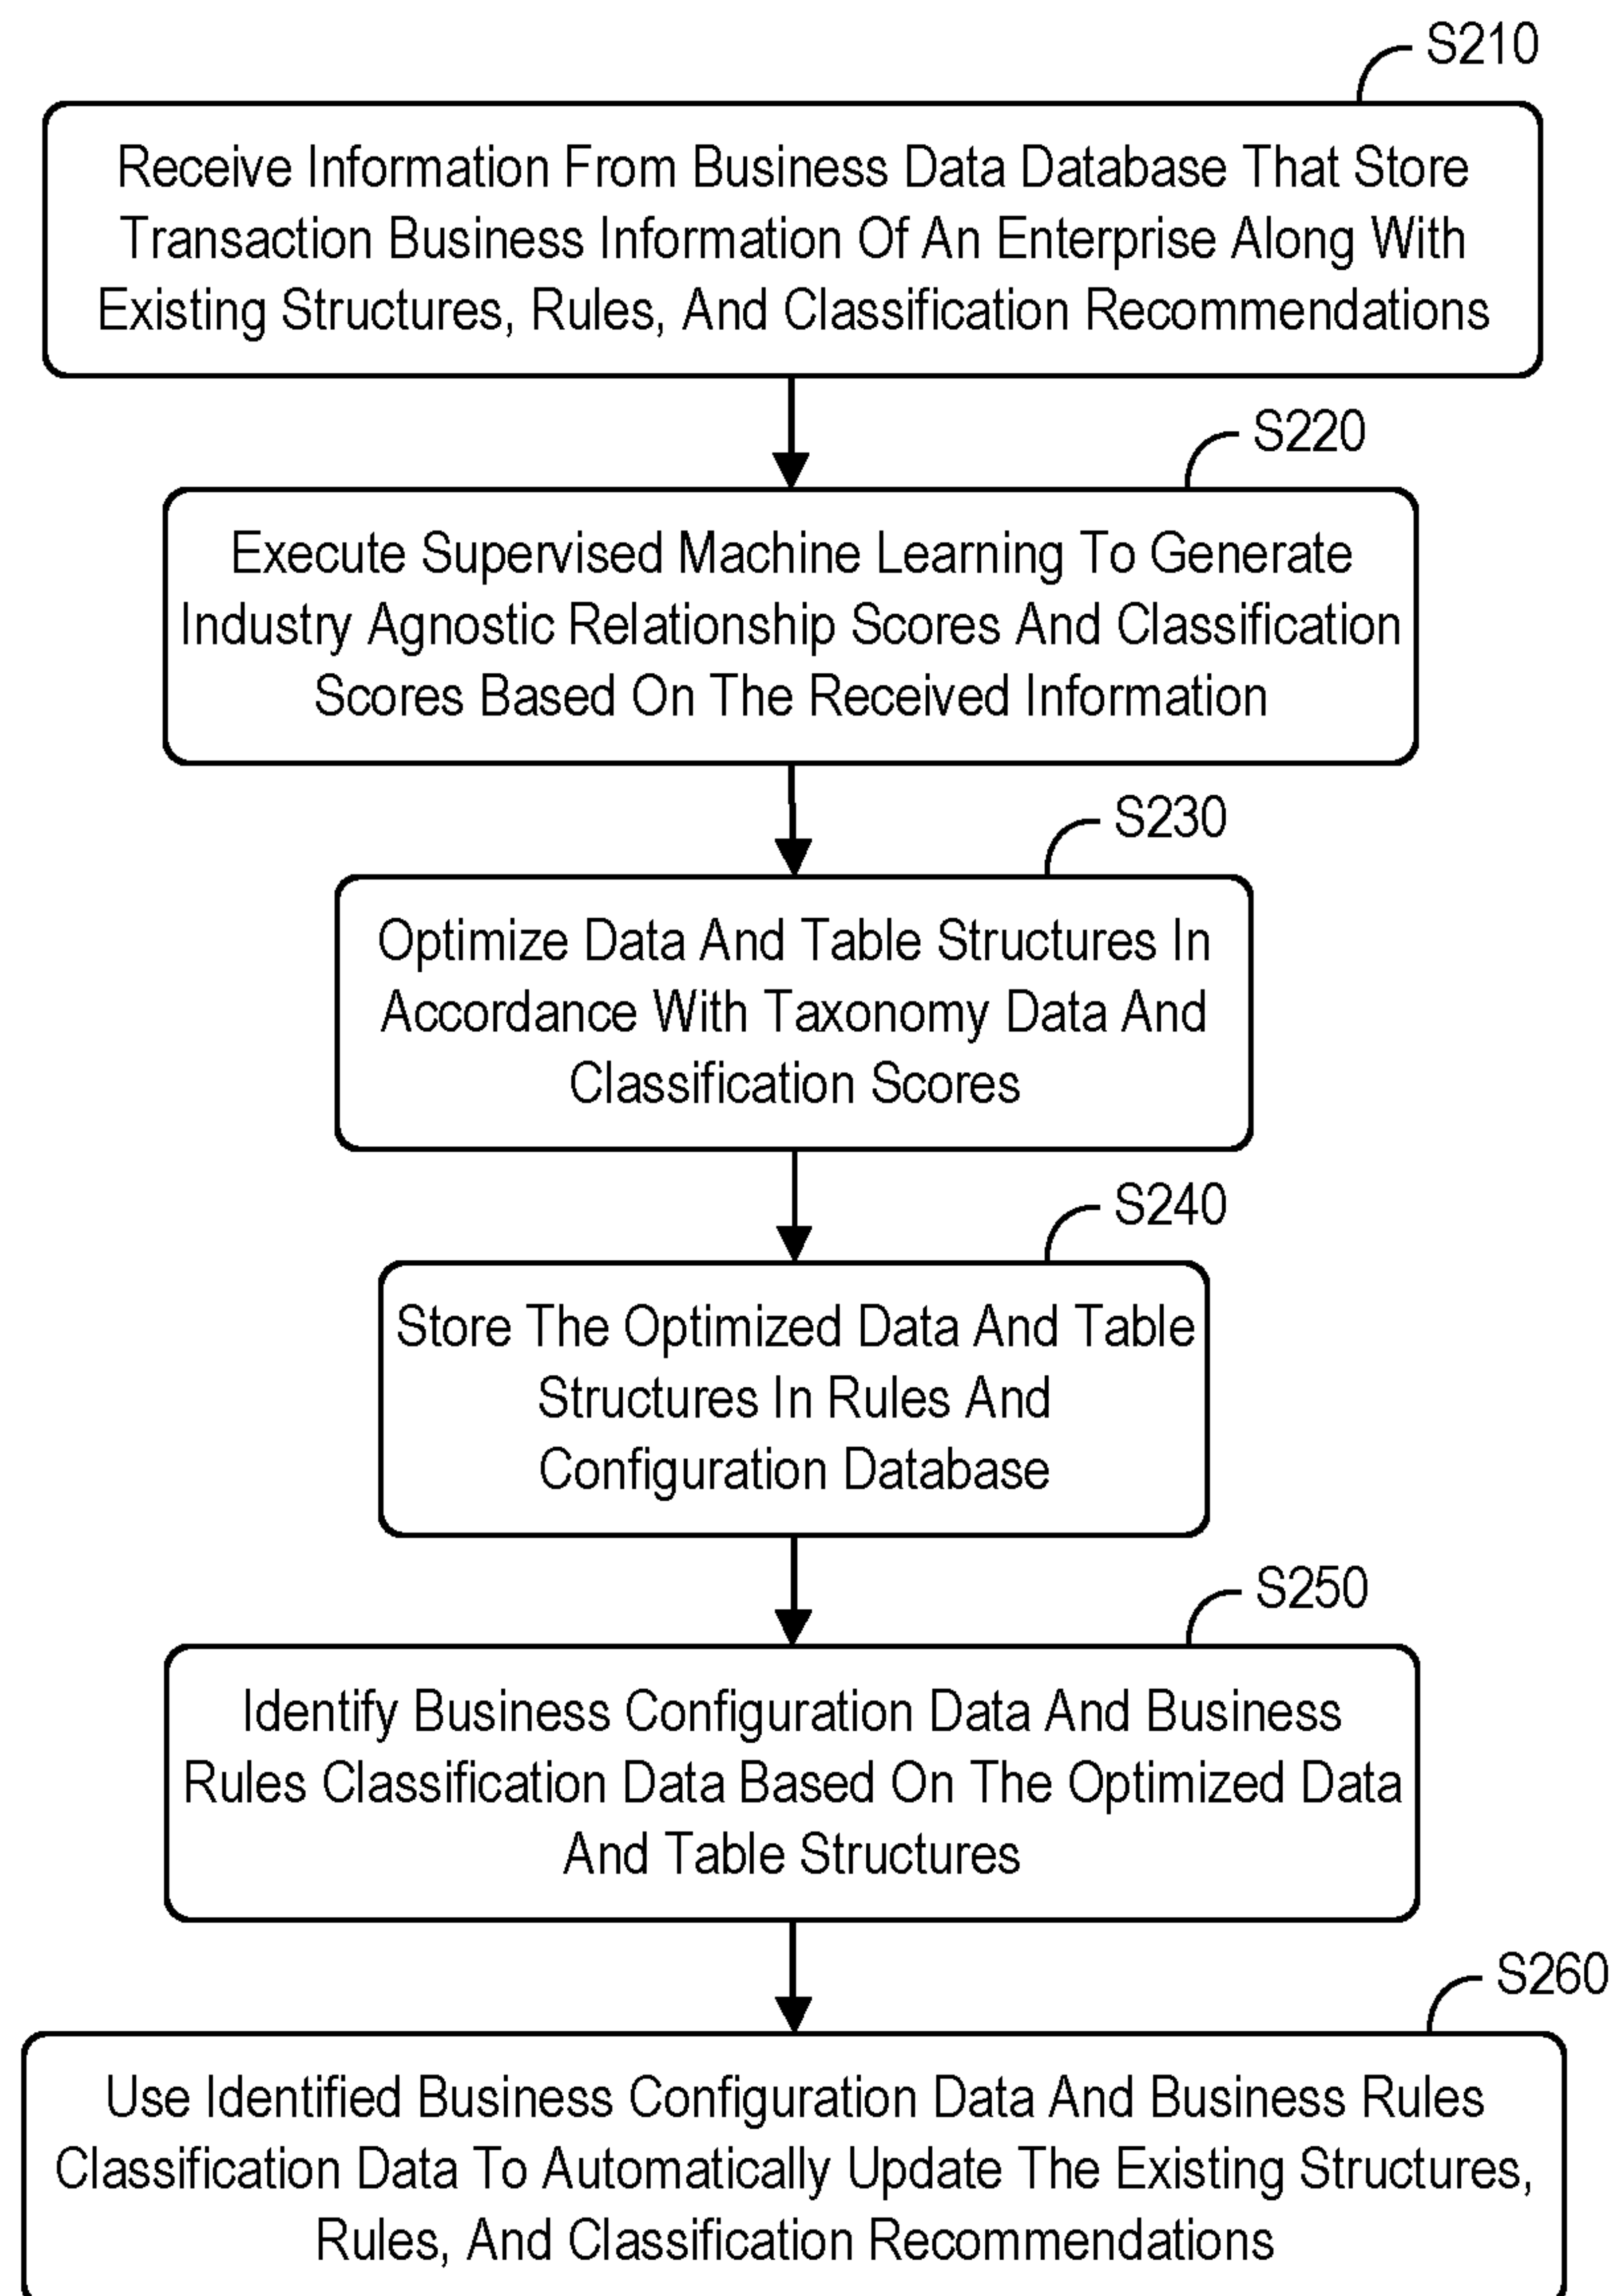 S210
Receive Information From Business Data Database That Store
Transaction Business Information Of An Enterprise Along With
Existing Structures, Rules, And Classification Recommendations
S220
Execute Supervised Machine Learning To Generate
Industry Agnostic Relationship Scores And Classification
Scores Based On The Received Information
S230
Optimize Data And Table Structures In
Accordance With Taxonomy Data And
Classification Scores
S240
Store The Optimized Data And Table
Structures In Rules And
Configuration Database
S250
Identify Business Configuration Data And Business
Rules Classification Data Based On The Optimized Data
And Table Structures
S260
Use Identified Business Configuration Data And Business Rules
Classification Data To Automatically Update The Existing Structures,
Rules, And Classification Recommendations